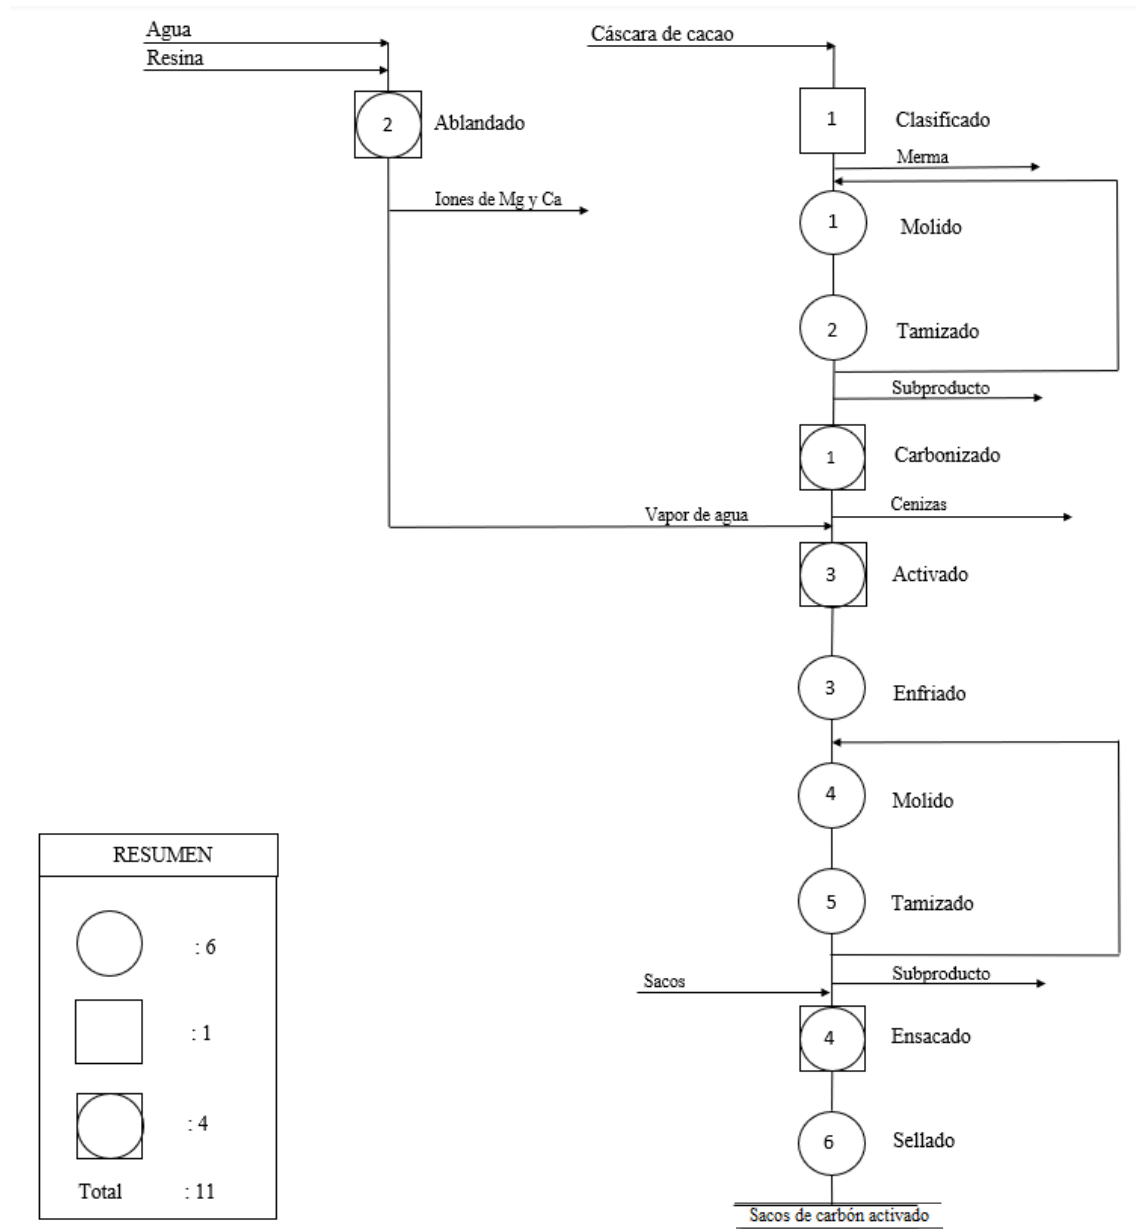 Agua
Resina
2
Ablandado
Iones de Mg y Ca
Cáscara de cacao
1
Clasificado
Merma
1
Molido
2
Tamizado
Subproducto
1
Carbonizado
Cenizas
Vapor de agua
3
Activado
3
Enfriado
4
Molido
5
Tamizado
Subproducto
Sacos
4
Ensacado
6
Sellado
Sacos de carbón activado
RESUMEN
: 6
: 1
: 4
Total : 11